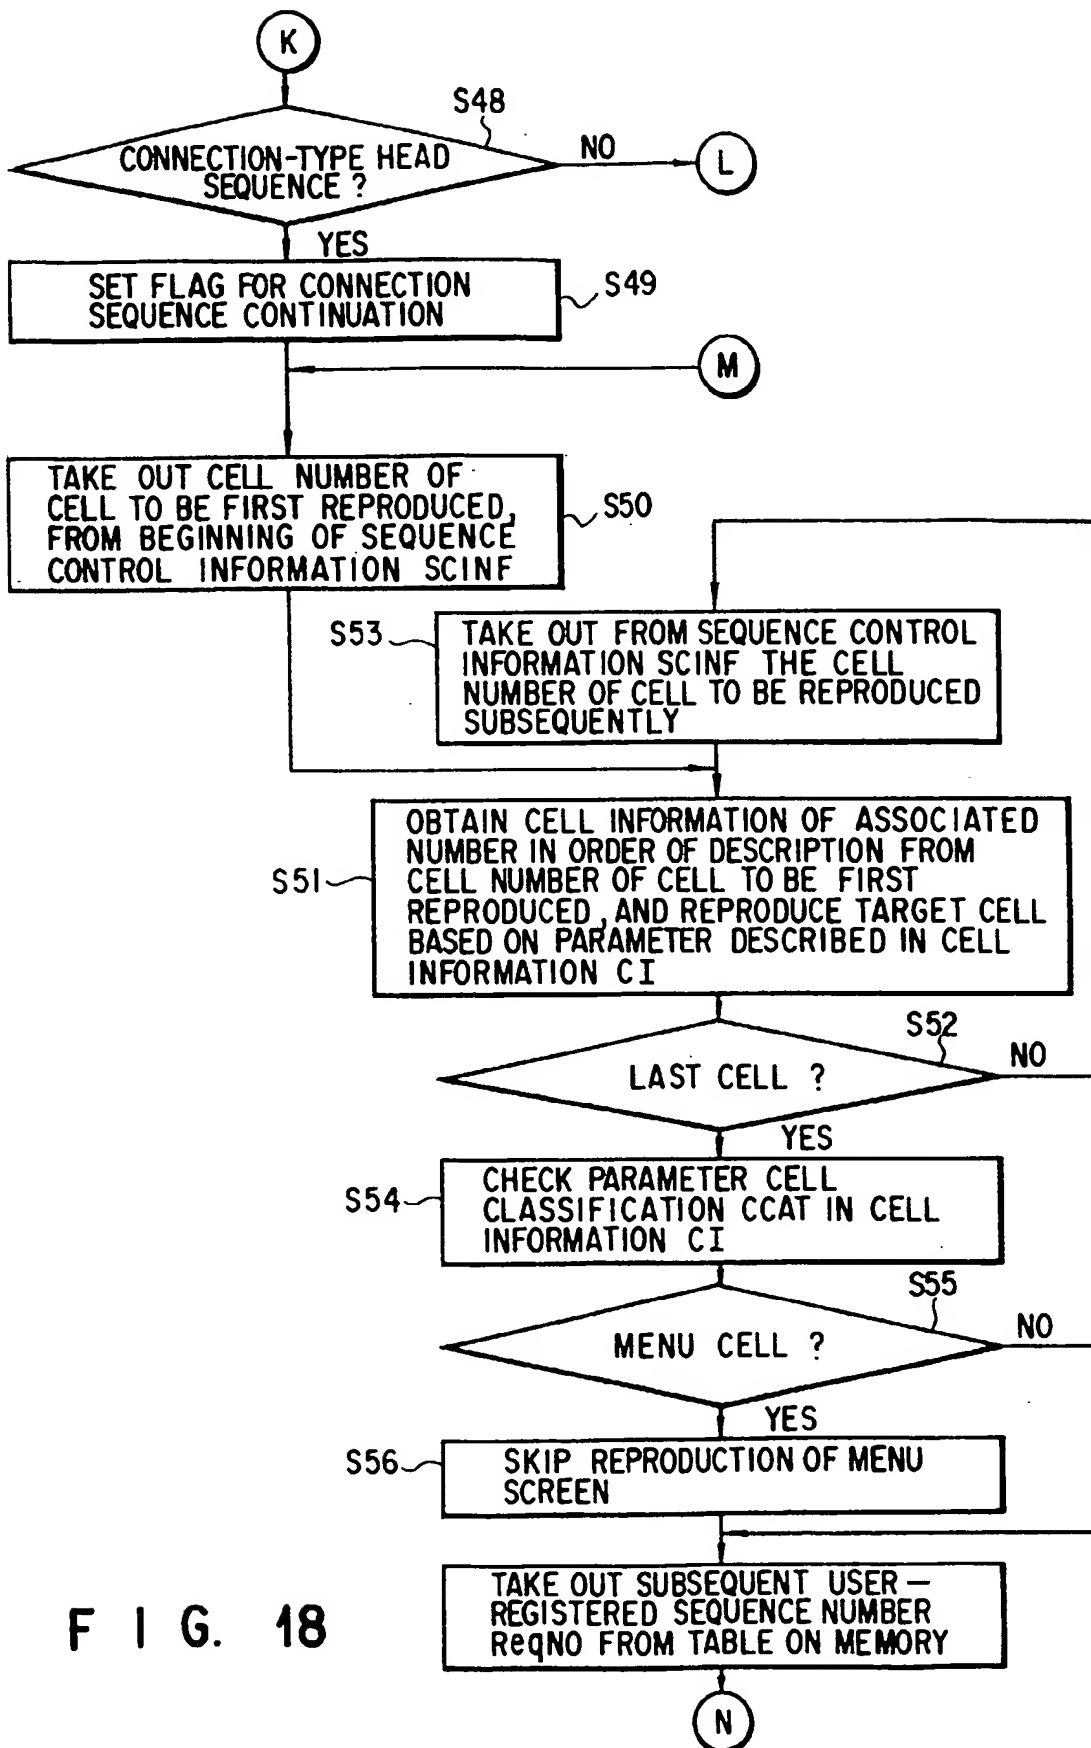 K
S48
CONNECTION-TYPE HEAD
SEQUENCE ?
NO
L
YES
SET FLAG FOR CONNECTION
SEQUENCE CONTINUATION
S49
M
TAKE OUT CELL NUMBER OF
CELL TO BE FIRST REPRODUCED,
FROM BEGINNING OF SEQUENCE
CONTROL INFORMATION SCINF
S50
S53
TAKE OUT FROM SEQUENCE CONTROL
INFORMATION SCINF THE CELL
NUMBER OF CELL TO BE REPRODUCED
SUBSEQUENTLY
S51
OBTAIN CELL INFORMATION OF ASSOCIATED
NUMBER IN ORDER OF DESCRIPTION FROM
CELL NUMBER OF CELL TO BE FIRST
REPRODUCED, AND REPRODUCE TARGET CELL
BASED ON PARAMETER DESCRIBED IN CELL
INFORMATION CI
S52
LAST CELL ?
NO
YES
S54
CHECK PARAMETER CELL
CLASSIFICATION CCAT IN CELL
INFORMATION CI
S55
MENU CELL ?
NO
YES
S56
SKIP REPRODUCTION OF MENU
SCREEN
TAKE OUT SUBSEQUENT USER—
REGISTERED SEQUENCE NUMBER
ReqNO FROM TABLE ON MEMORY
N
FIG. 18